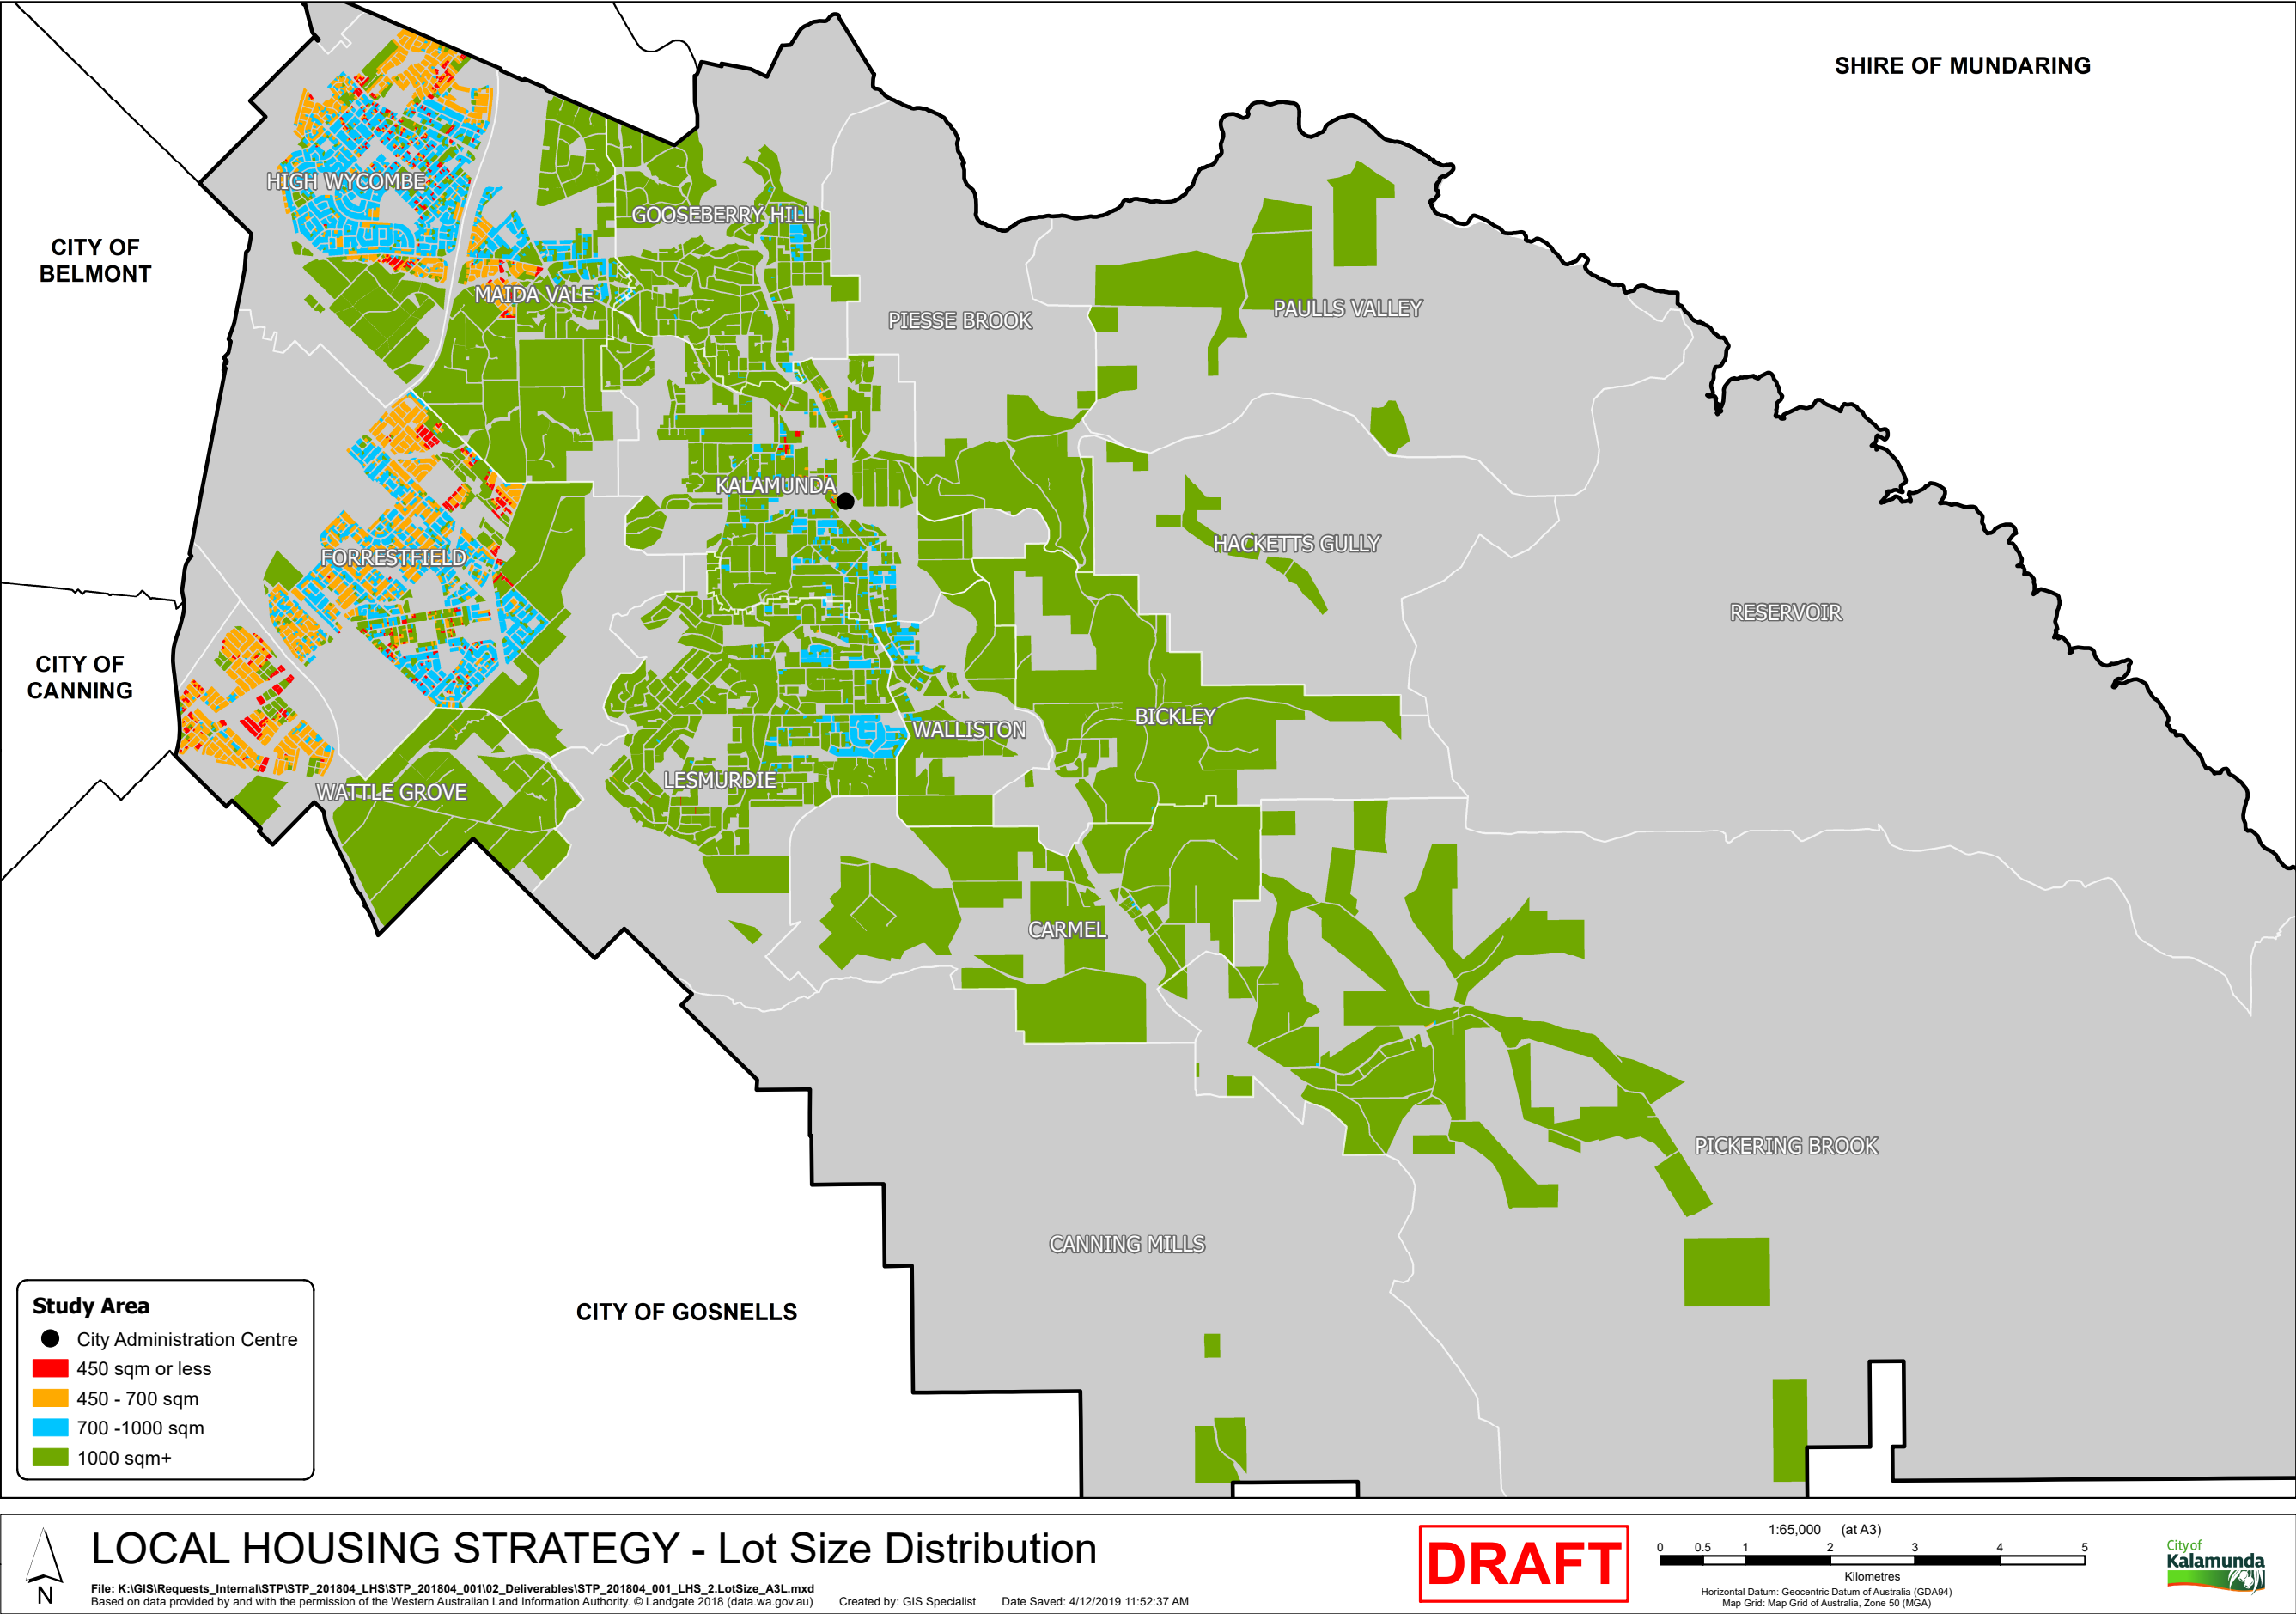 SHIRE OF MUNDARING
HIGH WYCOMBE
GOOSEBERRY HILL
CITY OF
BELMONT
MAIDA VALE
PIESSE BROOK
PAULLS VALLEY
KALAMUNDA
HACKETTS GULLY
FORRESTFIELD
RESERVOIR
CITY OF
CANNING
WALLISTON
BICKLEY
LESMURDIE
WATTLE GROVE
CARMEL
PICKERING BROOK
CANNING MILLS
CITY OF GOSNELLS
Study Area
City Administration Centre
450 sqm or less
450 - 700 sqm
700 -1000 sqm
1000 sqm+
N
LOCAL HOUSING STRATEGY - Lot Size Distribution
File: K:\GIS\Requests_Internal\STP\STP_201804_LHS\STP_201804_001\02_Deliverables\STP_201804_001_LHS_2.LotSize_A3L.mxd
Based on data provided by and with the permission of the Western Australian Land Information Authority. © Landgate 2018 (data.wa.gov.au) Created by: GIS Specialist Date Saved: 4/12/2019 11:52:37 AM
DRAFT
1:65,000 (at A3)
0 0.5 1 2 3 4 5
Kilometres
Horizontal Datum: Geocentric Datum of Australia (GDA94)
Map Grid: Map Grid of Australia, Zone 50 (MGA)
City of
Kalamunda